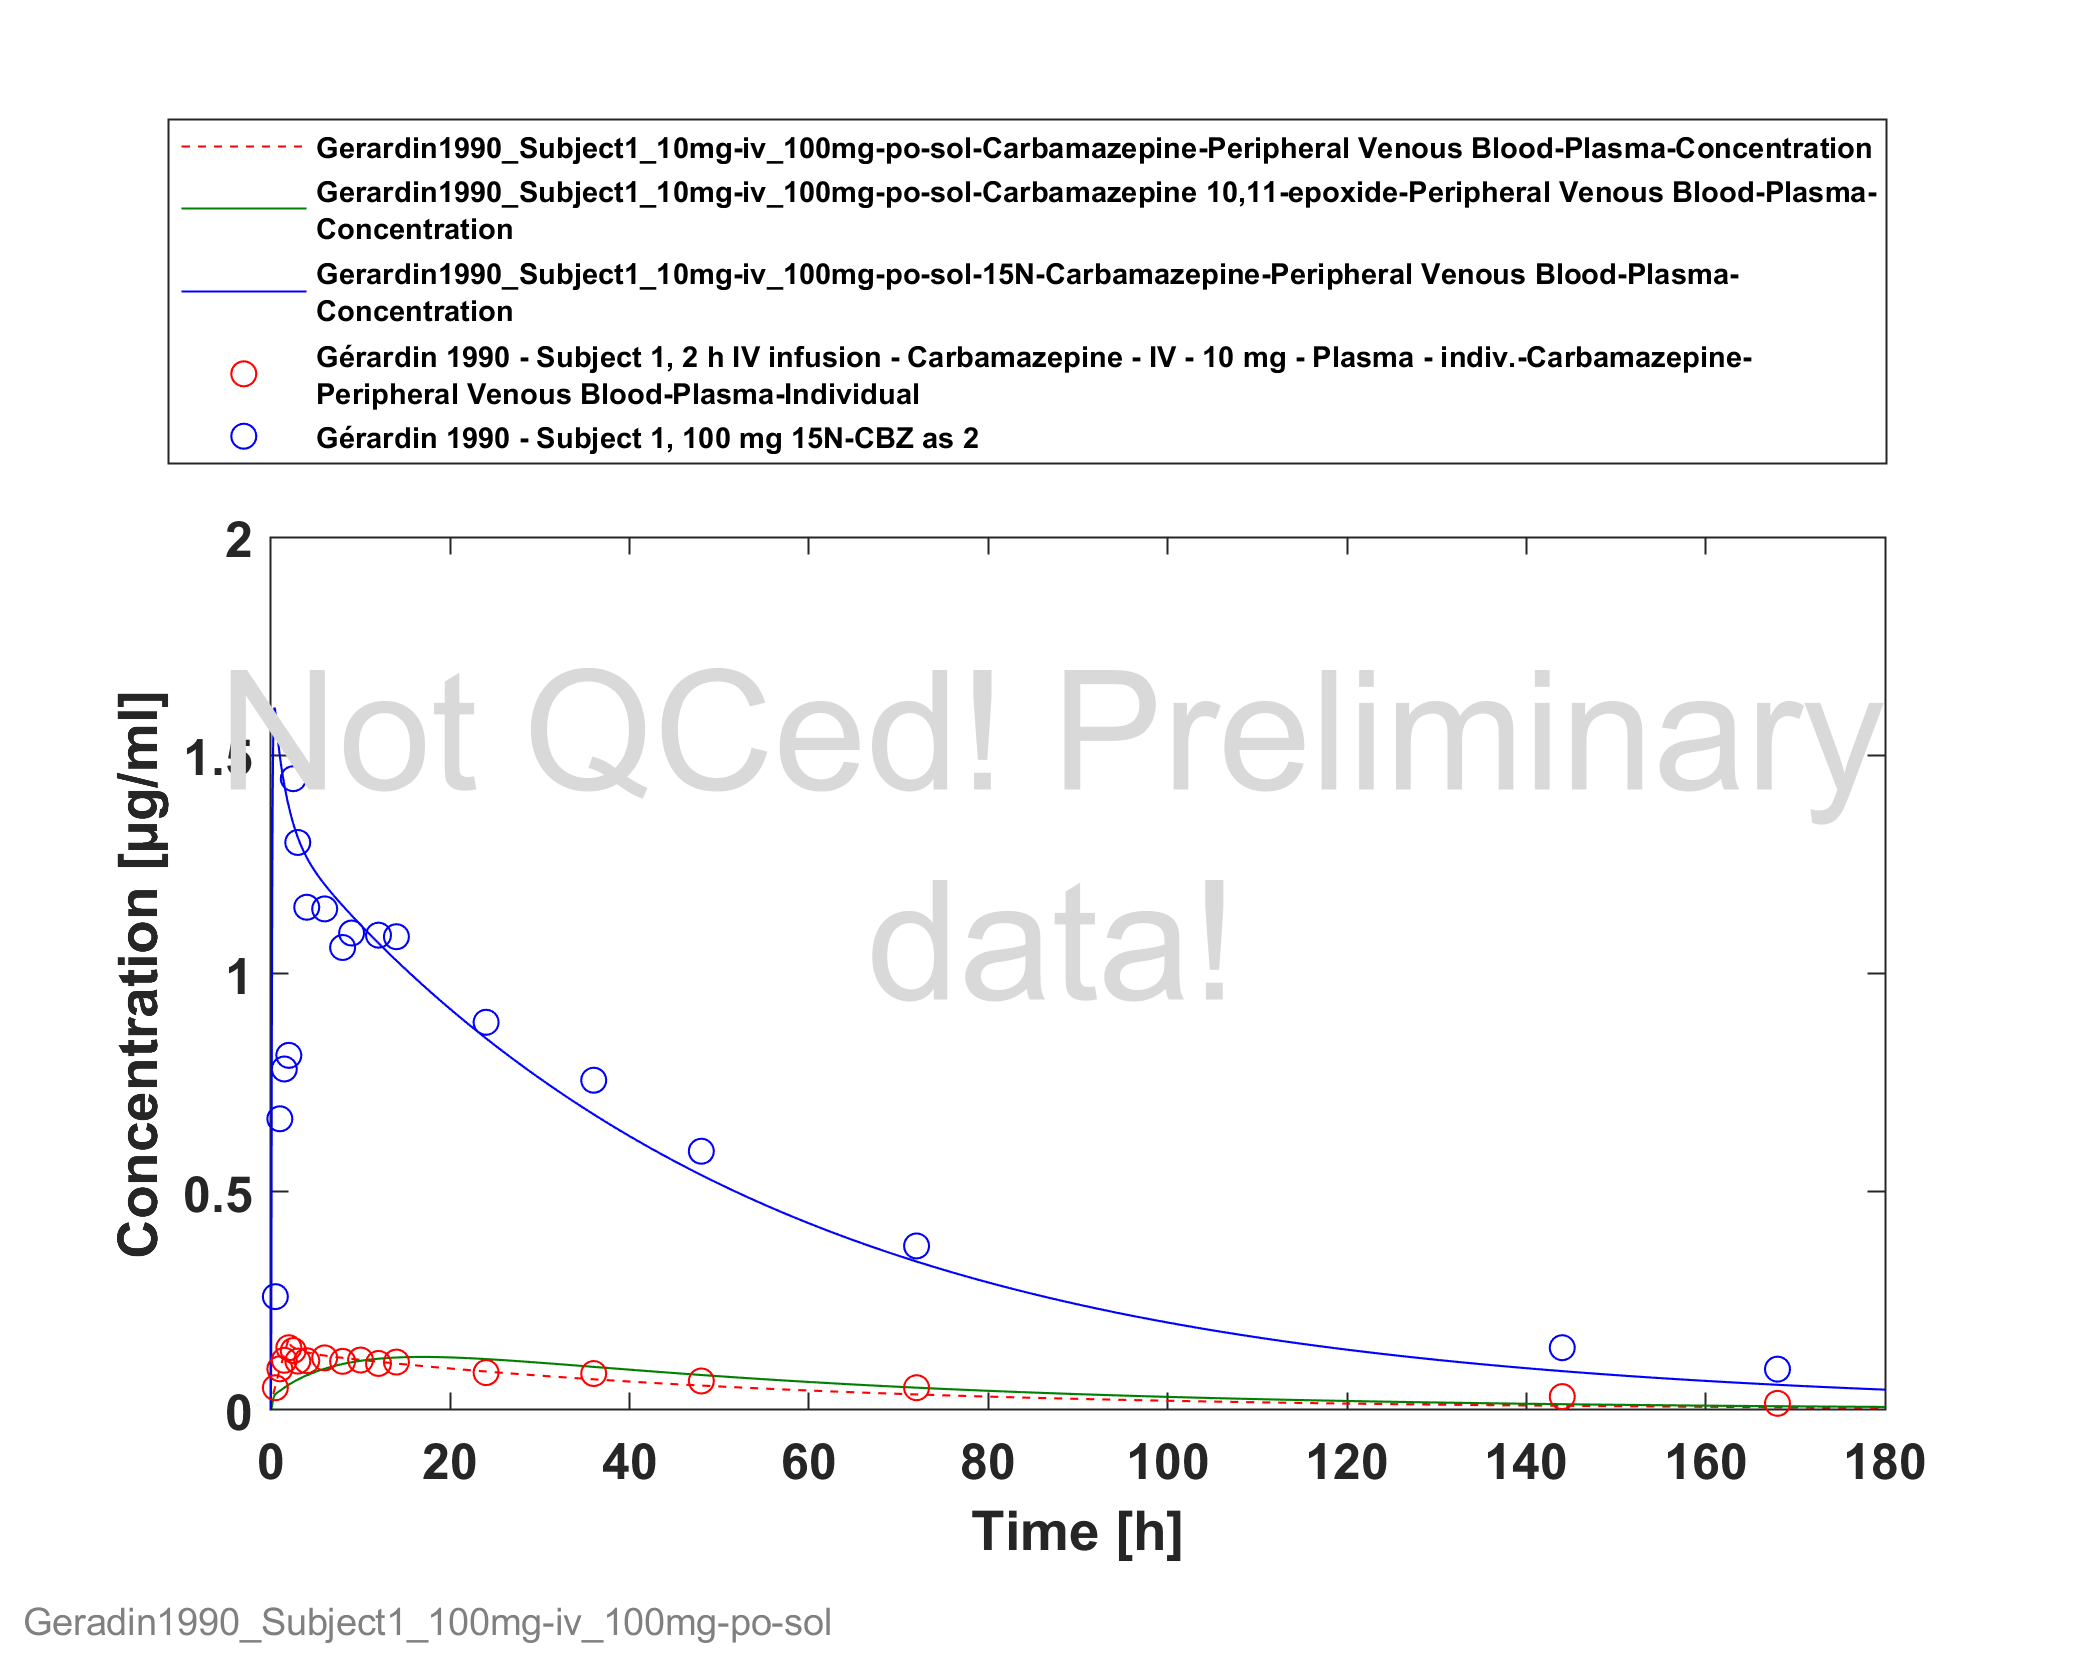 Gerardin1990_Subject1_10mg-iv_100mg-po-sol-Carbamazepine-Peripheral Venous Blood-Plasma-Concentration
Gerardin1990_Subject1_10mg-iv_100mg-po-sol-Carbamazepine 10,11-epoxide-Peripheral Venous Blood-Plasma-
Concentration
Gerardin1990_Subject1_10mg-iv_100mg-po-sol-15N-Carbamazepine-Peripheral Venous Blood-Plasma-
Concentration
Gérardin 1990 - Subject 1, 2 h IV infusion - Carbamazepine - IV - 10 mg - Plasma - indiv.-Carbamazepine-
Peripheral Venous Blood-Plasma-Individual
Gérardin 1990 - Subject 1, 100 mg 15N-CBZ as 2
2
1.5
1
0.5
0
Concentration [µg/ml]
Not QCed! Preliminary
data!
0 20 40 60 80 100 120 140 160 180
Time [h]
Geradin1990_Subject1_100mg-iv_100mg-po-sol